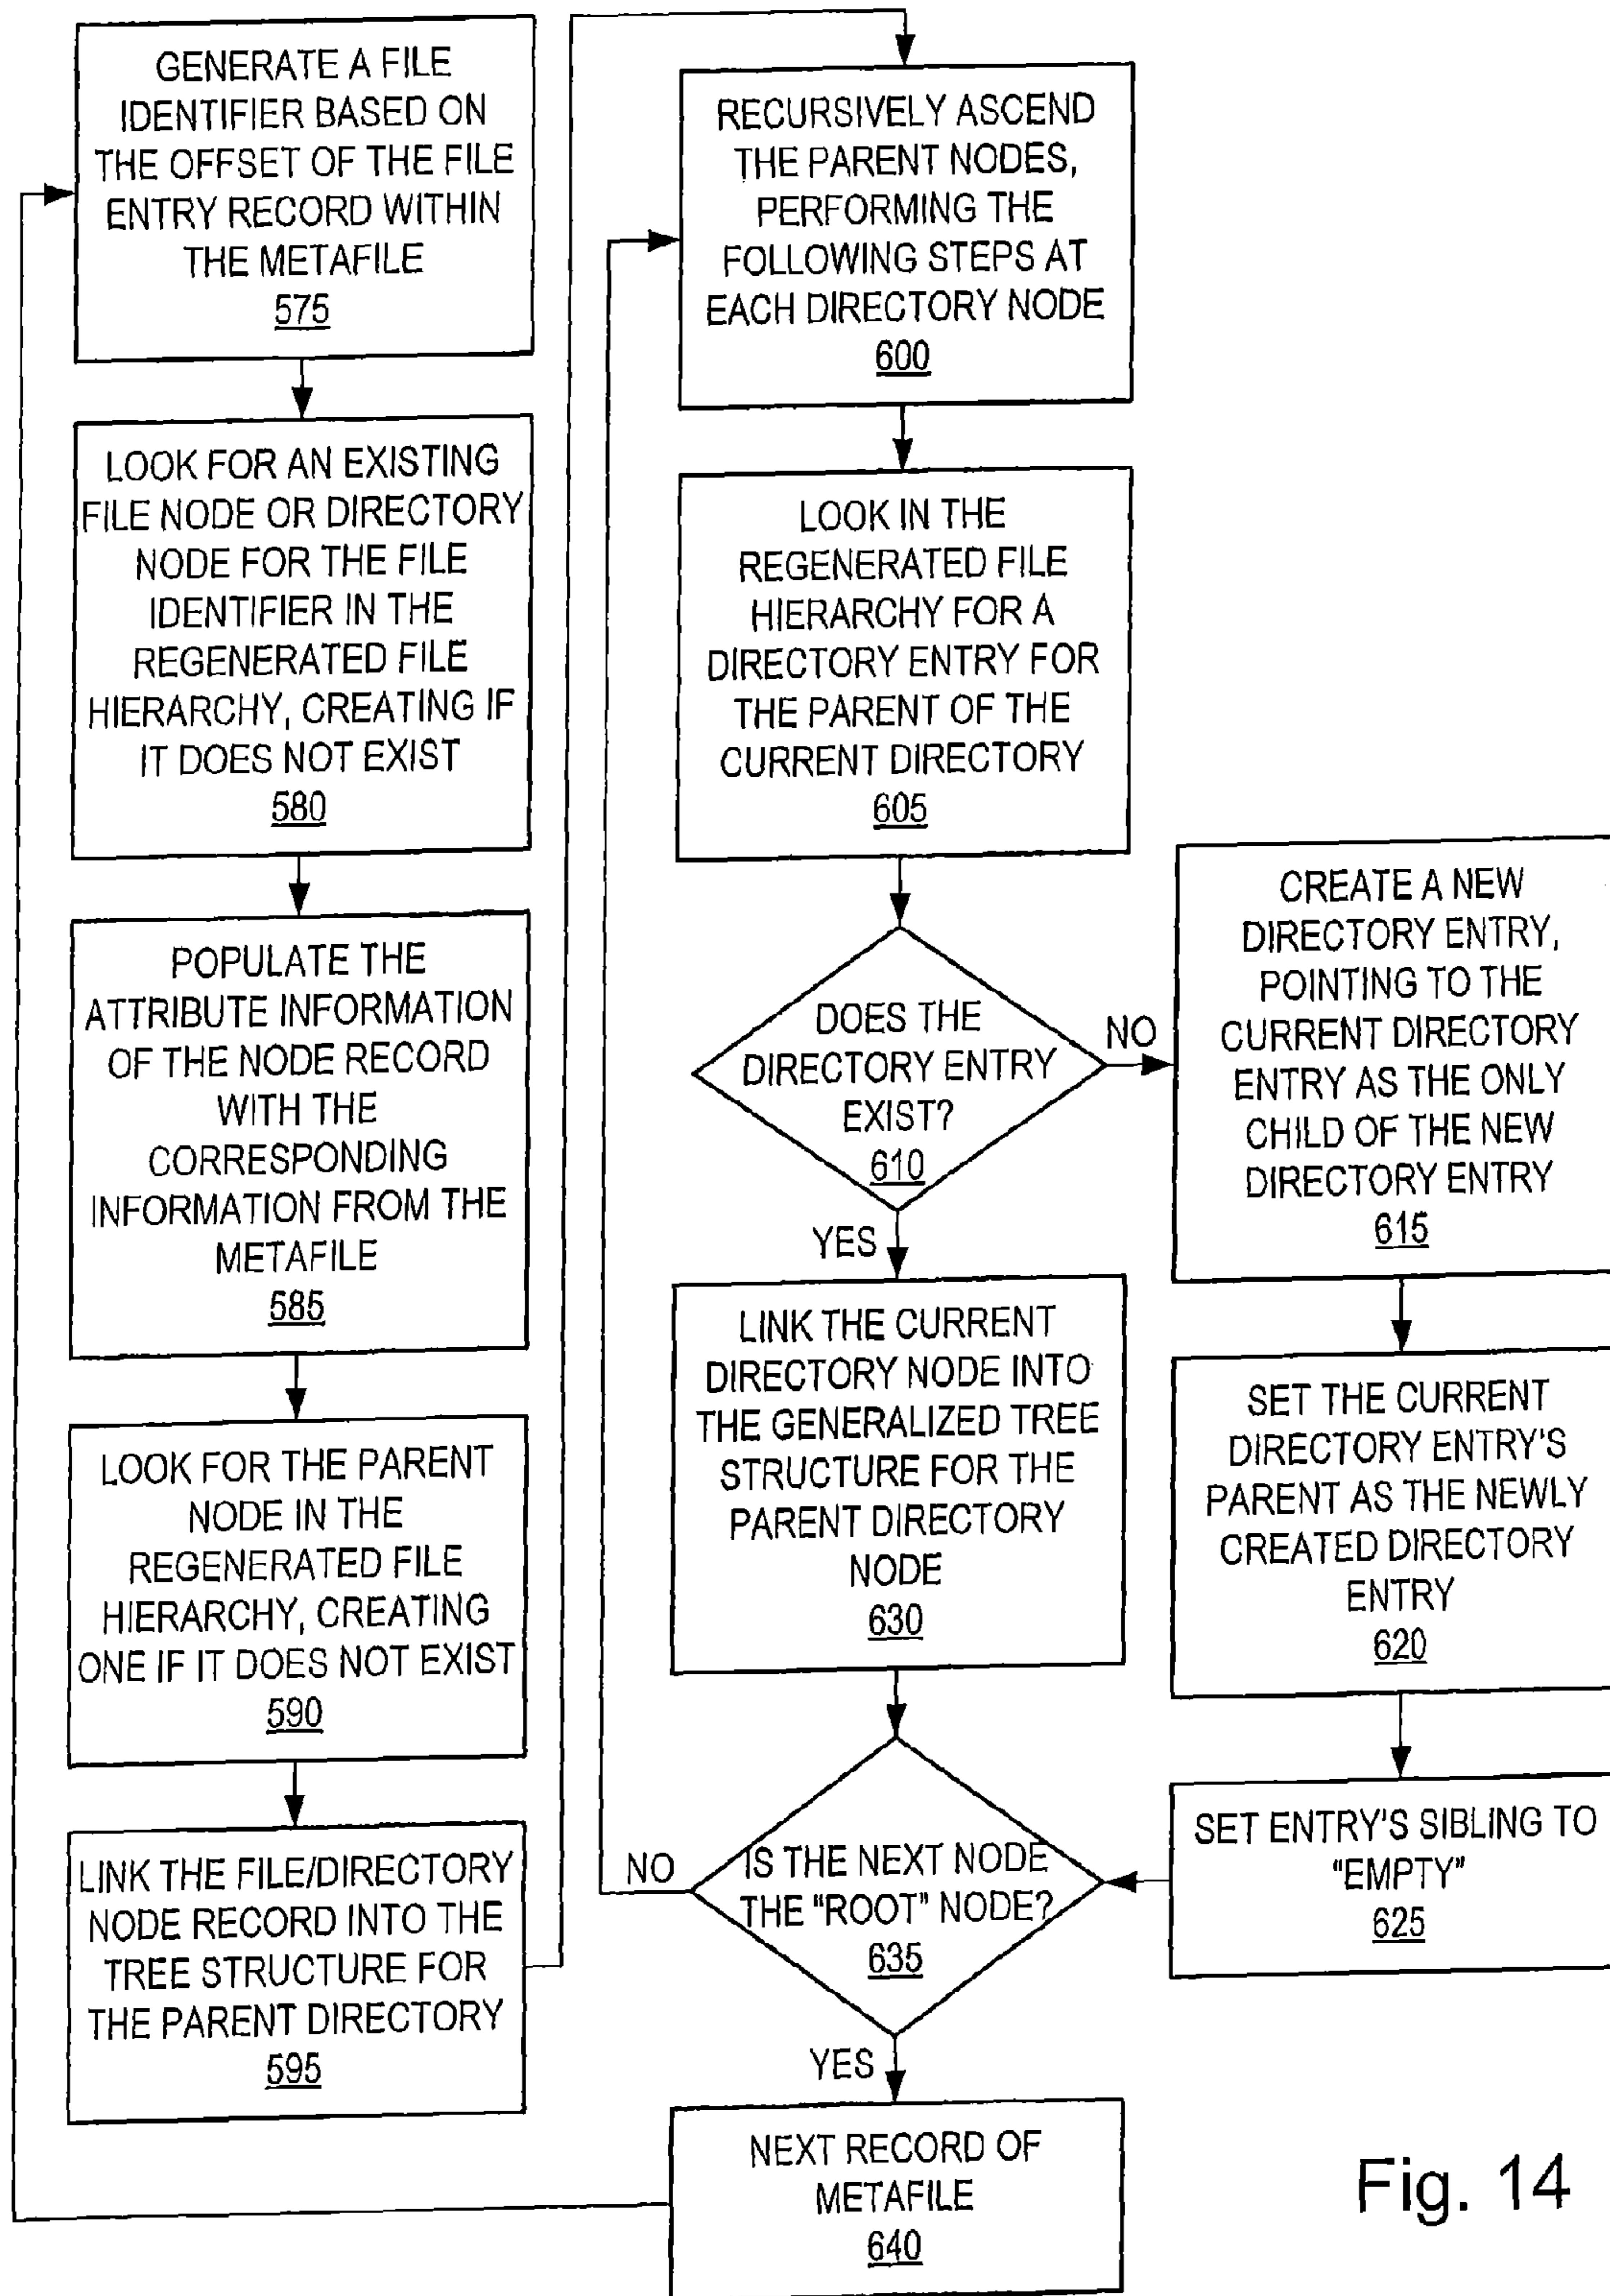 GENERATE A FILE
IDENTIFIER BASED ON
THE OFFSET OF THE FILE
ENTRY RECORD WITHIN
THE METAFILE
575
LOOK FOR AN EXISTING
FILE NODE OR DIRECTORY
NODE FOR THE FILE
IDENTIFIER IN THE
REGENERATED FILE
HIERARCHY, CREATING IF
IT DOES NOT EXIST
580
POPULATE THE
ATTRIBUTE INFORMATION
OF THE NODE RECORD
WITH THE
CORRESPONDING
INFORMATION FROM THE
METAFILE
585
LOOK FOR THE PARENT
NODE IN THE
REGENERATED FILE
HIERARCHY, CREATING
ONE IF IT DOES NOT EXIST
590
LINK THE FILE/DIRECTORY
NODE RECORD INTO THE
TREE STRUCTURE FOR
THE PARENT DIRECTORY
595
RECURSIVELY ASCEND
THE PARENT NODES,
PERFORMING THE
FOLLOWING STEPS AT
EACH DIRECTORY NODE
600
LOOK IN THE
REGENERATED FILE
HIERARCHY FOR A
DIRECTORY ENTRY FOR
THE PARENT OF THE
CURRENT DIRECTORY
605
DOES THE
DIRECTORY ENTRY
EXIST?
610
NO
YES
CREATE A NEW
DIRECTORY ENTRY,
POINTING TO THE
CURRENT DIRECTORY
ENTRY AS THE ONLY
CHILD OF THE NEW
DIRECTORY ENTRY
615
SET THE CURRENT
DIRECTORY ENTRY'S
PARENT AS THE NEWLY
CREATED DIRECTORY
ENTRY
620
SET ENTRY'S SIBLING TO
"EMPTY"
625
LINK THE CURRENT
DIRECTORY NODE INTO
THE GENERALIZED TREE
STRUCTURE FOR THE
PARENT DIRECTORY
NODE
630
IS THE NEXT NODE
THE "ROOT" NODE?
635
NO
YES
NEXT RECORD OF
METAFILE
640
Fig. 14